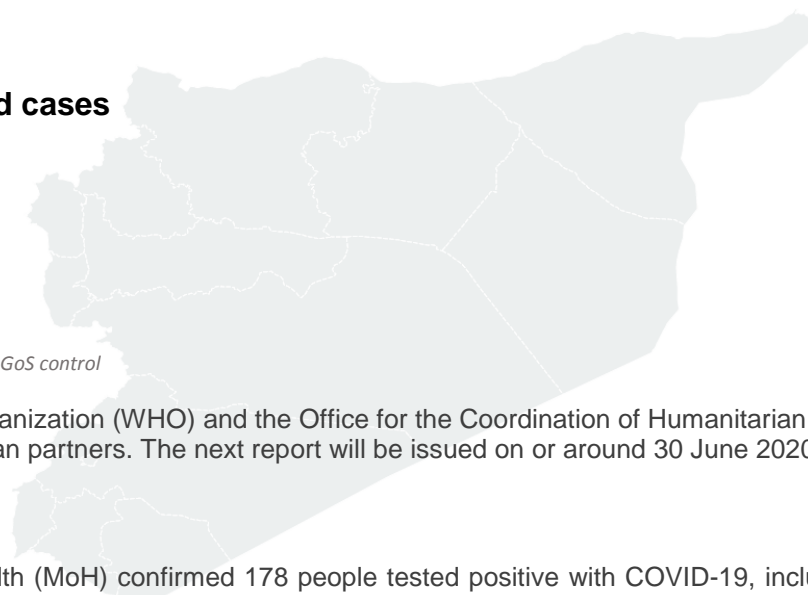 d cases
GoS control
anization (WHO) and the Office for the Coordination of Humanitarian
an partners. The next report will be issued on or around 30 June 2020
lth (MoH) confirmed 178 people tested positive with COVID-19, inclu